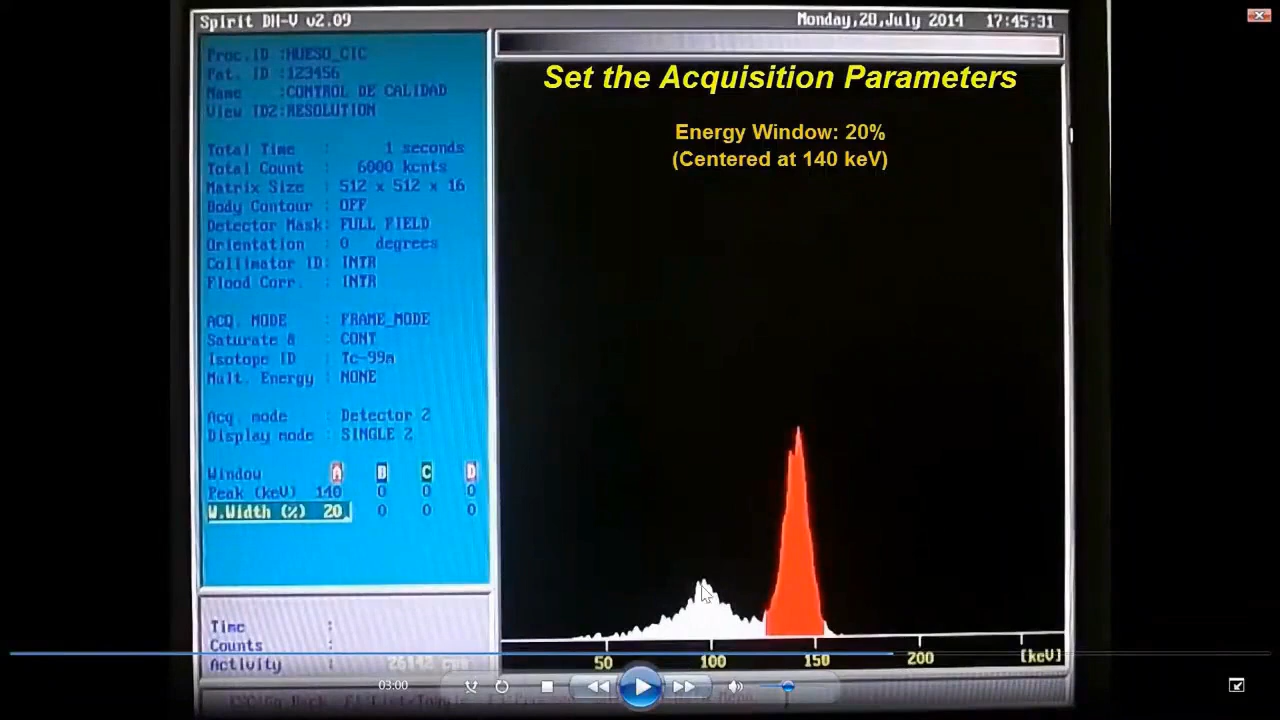 Spirit DH-V v2.09 Monday,28,July 2014 17:45:31
Proc.ID :HUESO_CIC
Pat. ID :123456
Name :CONTROL DE CALIDAD
View ID2:RESOLUTION
Total Time : 1 seconds
Total Count : 6000 kcnts
Matrix Size : 512 x 512 x 16
Body Contour : OFF
Detector Mask: FULL FIELD
Orientation : 0 degrees
Collimator ID: INTR
Flood Corr. : INTR
ACQ. MODE : FRAME_MODE
Saturate & : CONT
Isotope ID : Tc-99m
Mult. Energy : NONE
Acq. mode : Detector 2
Display mode : SINGLE 2
Window A B C D
Peak (keV) 140 0 0 0
W.Width (%) 20 0 0 0
Time :
Counts :
Activity
Set the Acquisition Parameters
Energy Window: 20%
(Centered at 140 keV)
50 100 150 200 [keV]
03:00